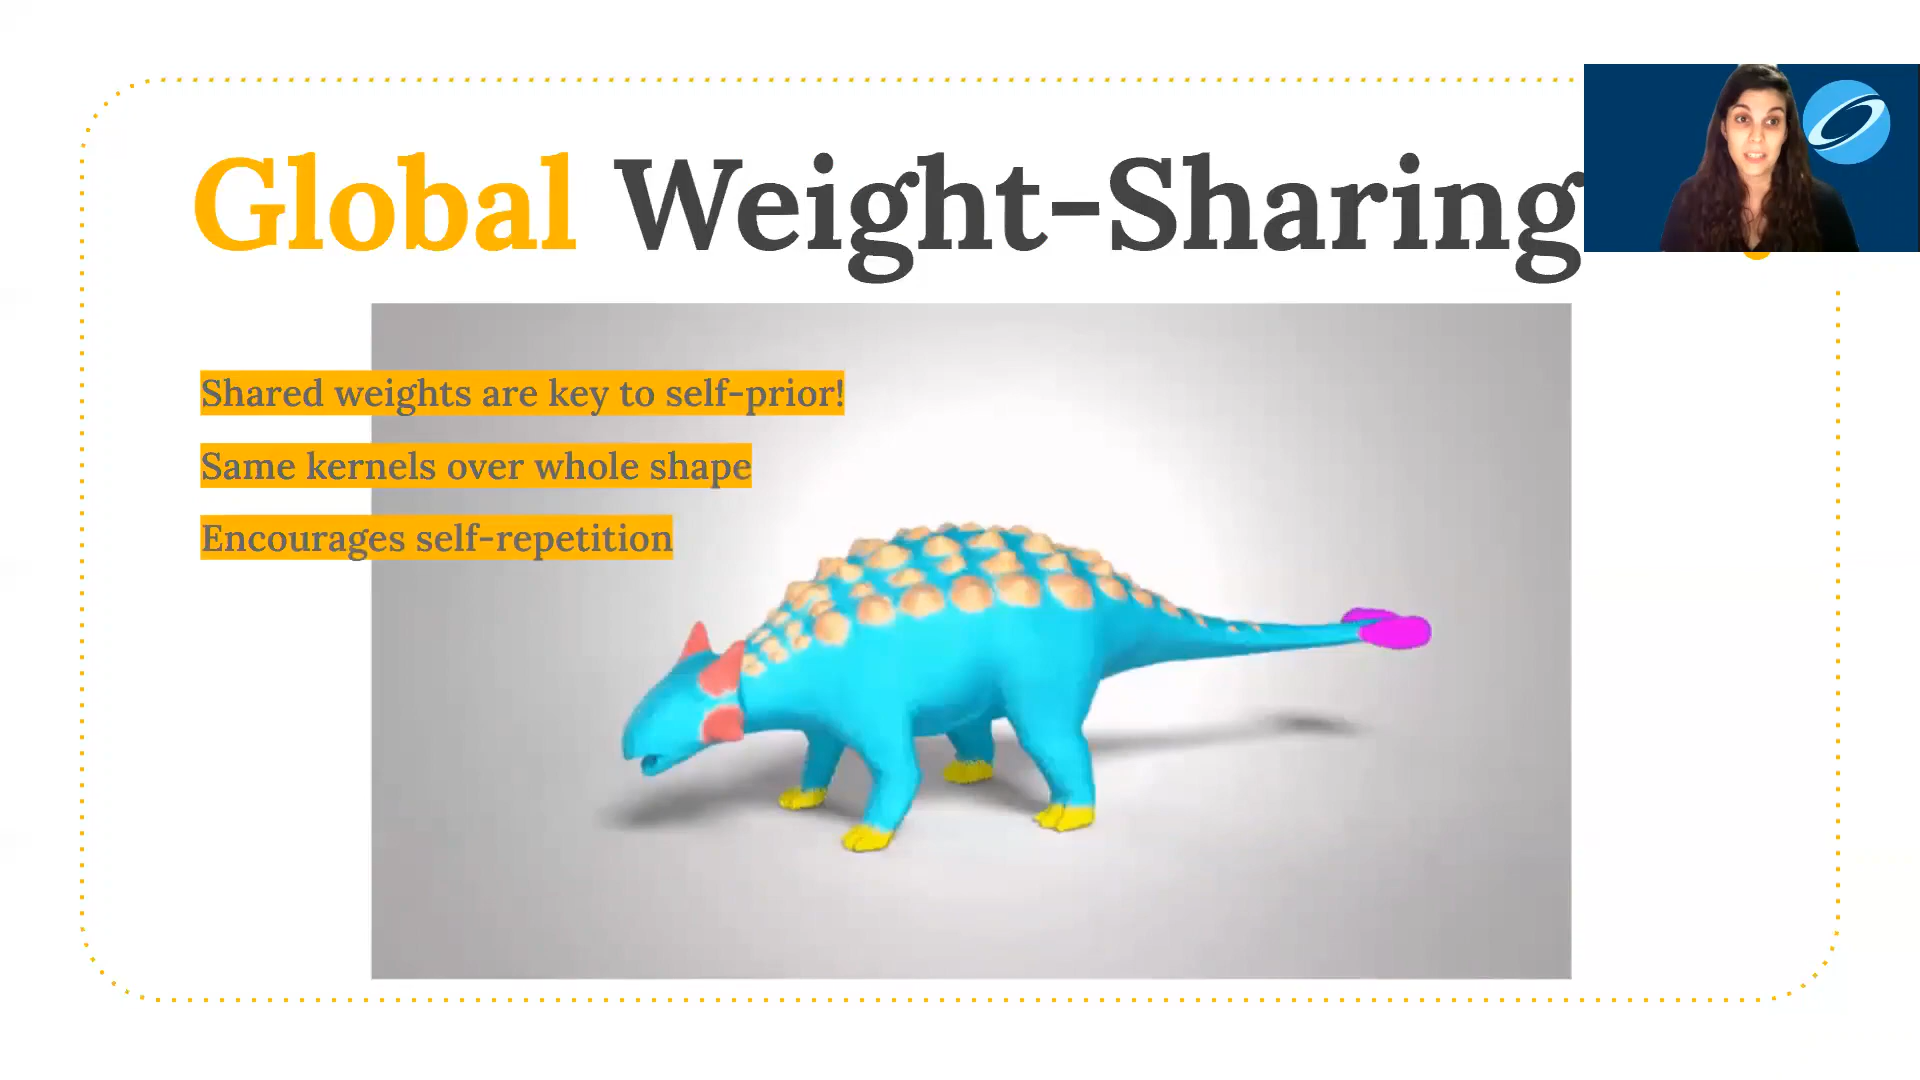 Global Weight-Sharing
Shared weights are key to self-prior!
Same kernels over whole shape
Encourages self-repetition